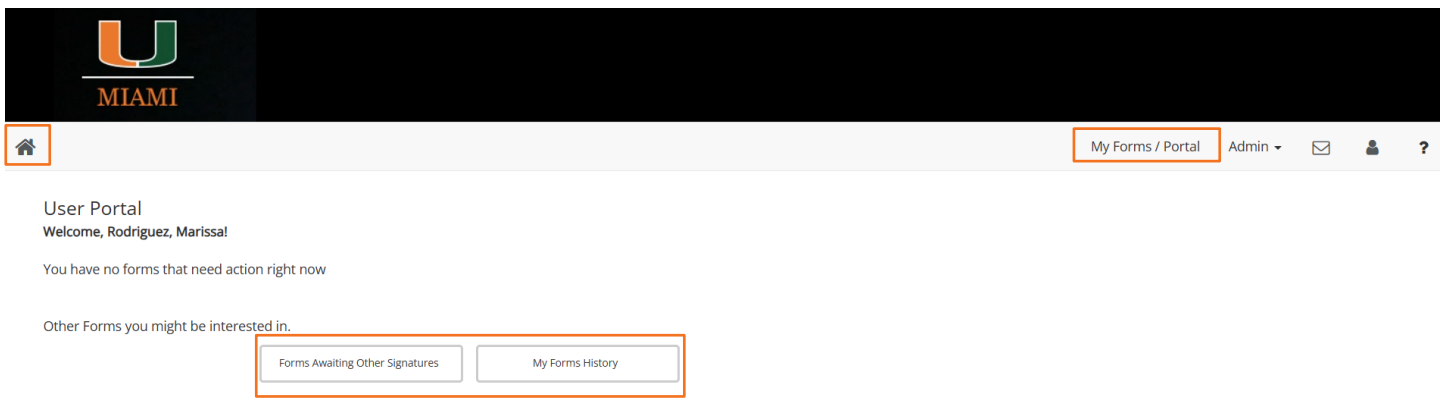 U
MIAMI
My Forms / Portal Admin ?
User Portal
Welcome, Rodriguez, Marissa!
You have no forms that need action right now
Other Forms you might be interested in.
Forms Awaiting Other Signatures My Forms History